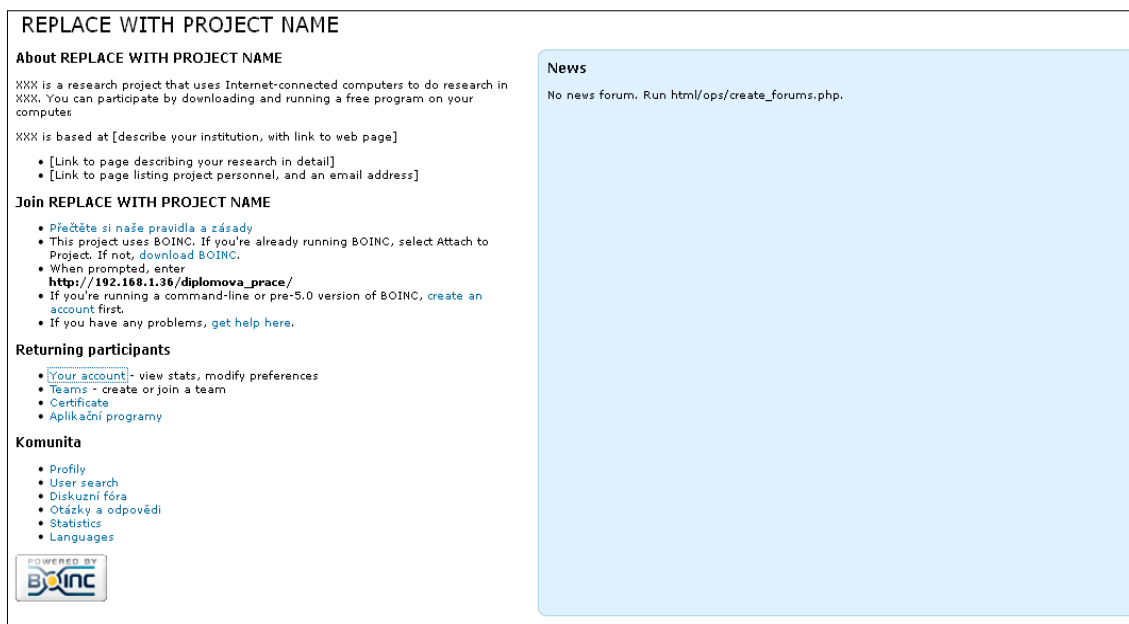 REPLACE WITH PROJECT NAME
About REPLACE WITH PROJECT NAME
XXX is a research project that uses Internet-connected computers to do research in
XXX. You can participate by downloading and running a free program on your
computer.
XXX is based at [describe your institution, with link to web page]
• [Link to page describing your research in detail]
• [Link to page listing project personnel, and an email address]
Join REPLACE WITH PROJECT NAME
• Přečtěte si naše pravidla a zásady
• This project uses BOINC. If you're already running BOINC, select Attach to
Project. If not, download BOINC.
• When prompted, enter
http://192.168.1.36/diplomova_prace/
• If you're running a command-line or pre-5.0 version of BOINC, create an
account first.
• If you have any problems, get help here.
Returning participants
• Your account - view stats, modify preferences
• Teams - create or join a team
• Certificate
• Aplikační programy
Komunita
• Profily
• User search
• Diskuzní fóra
• Otázky a odpovědi
• Statistics
• Languages
POWERED BY
BOINC
News
No news forum. Run html/ops/create_forums.php.